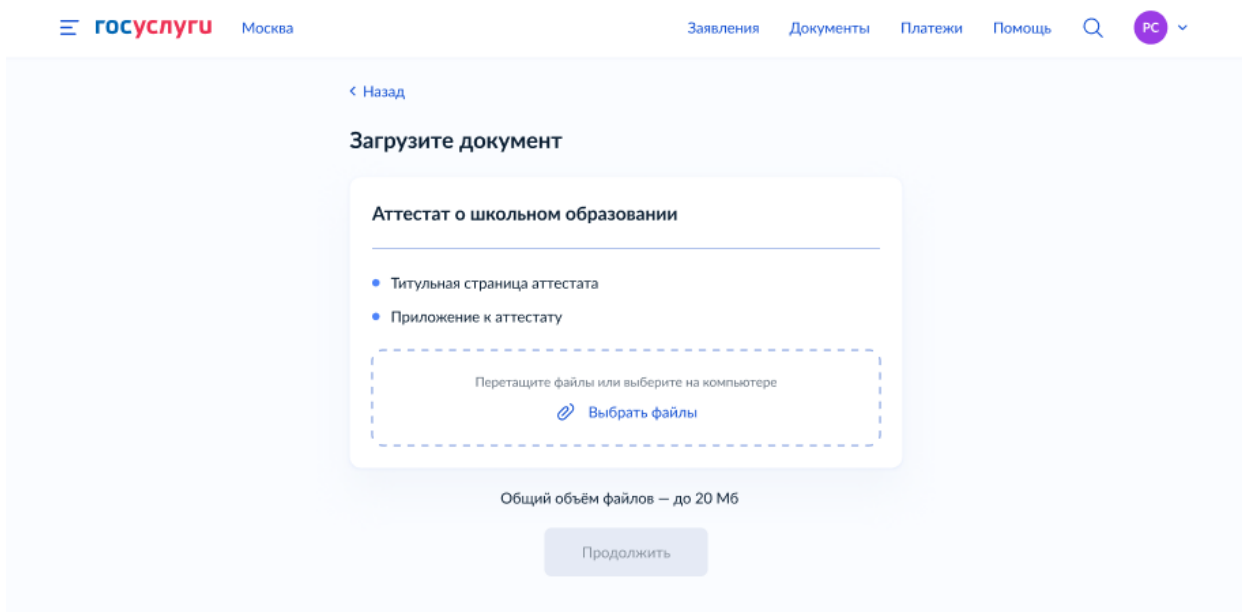 госуслуги Москва Заявления Документы Платежи Помощь РС
Назад
Загрузите документ
Аттестат о школьном образовании
Титульная страница аттестата
Приложение к аттестату
Перетащите файлы или выберите на компьютере
Выбрать файлы
Общий объём файлов — до 20 Мб
Продолжить